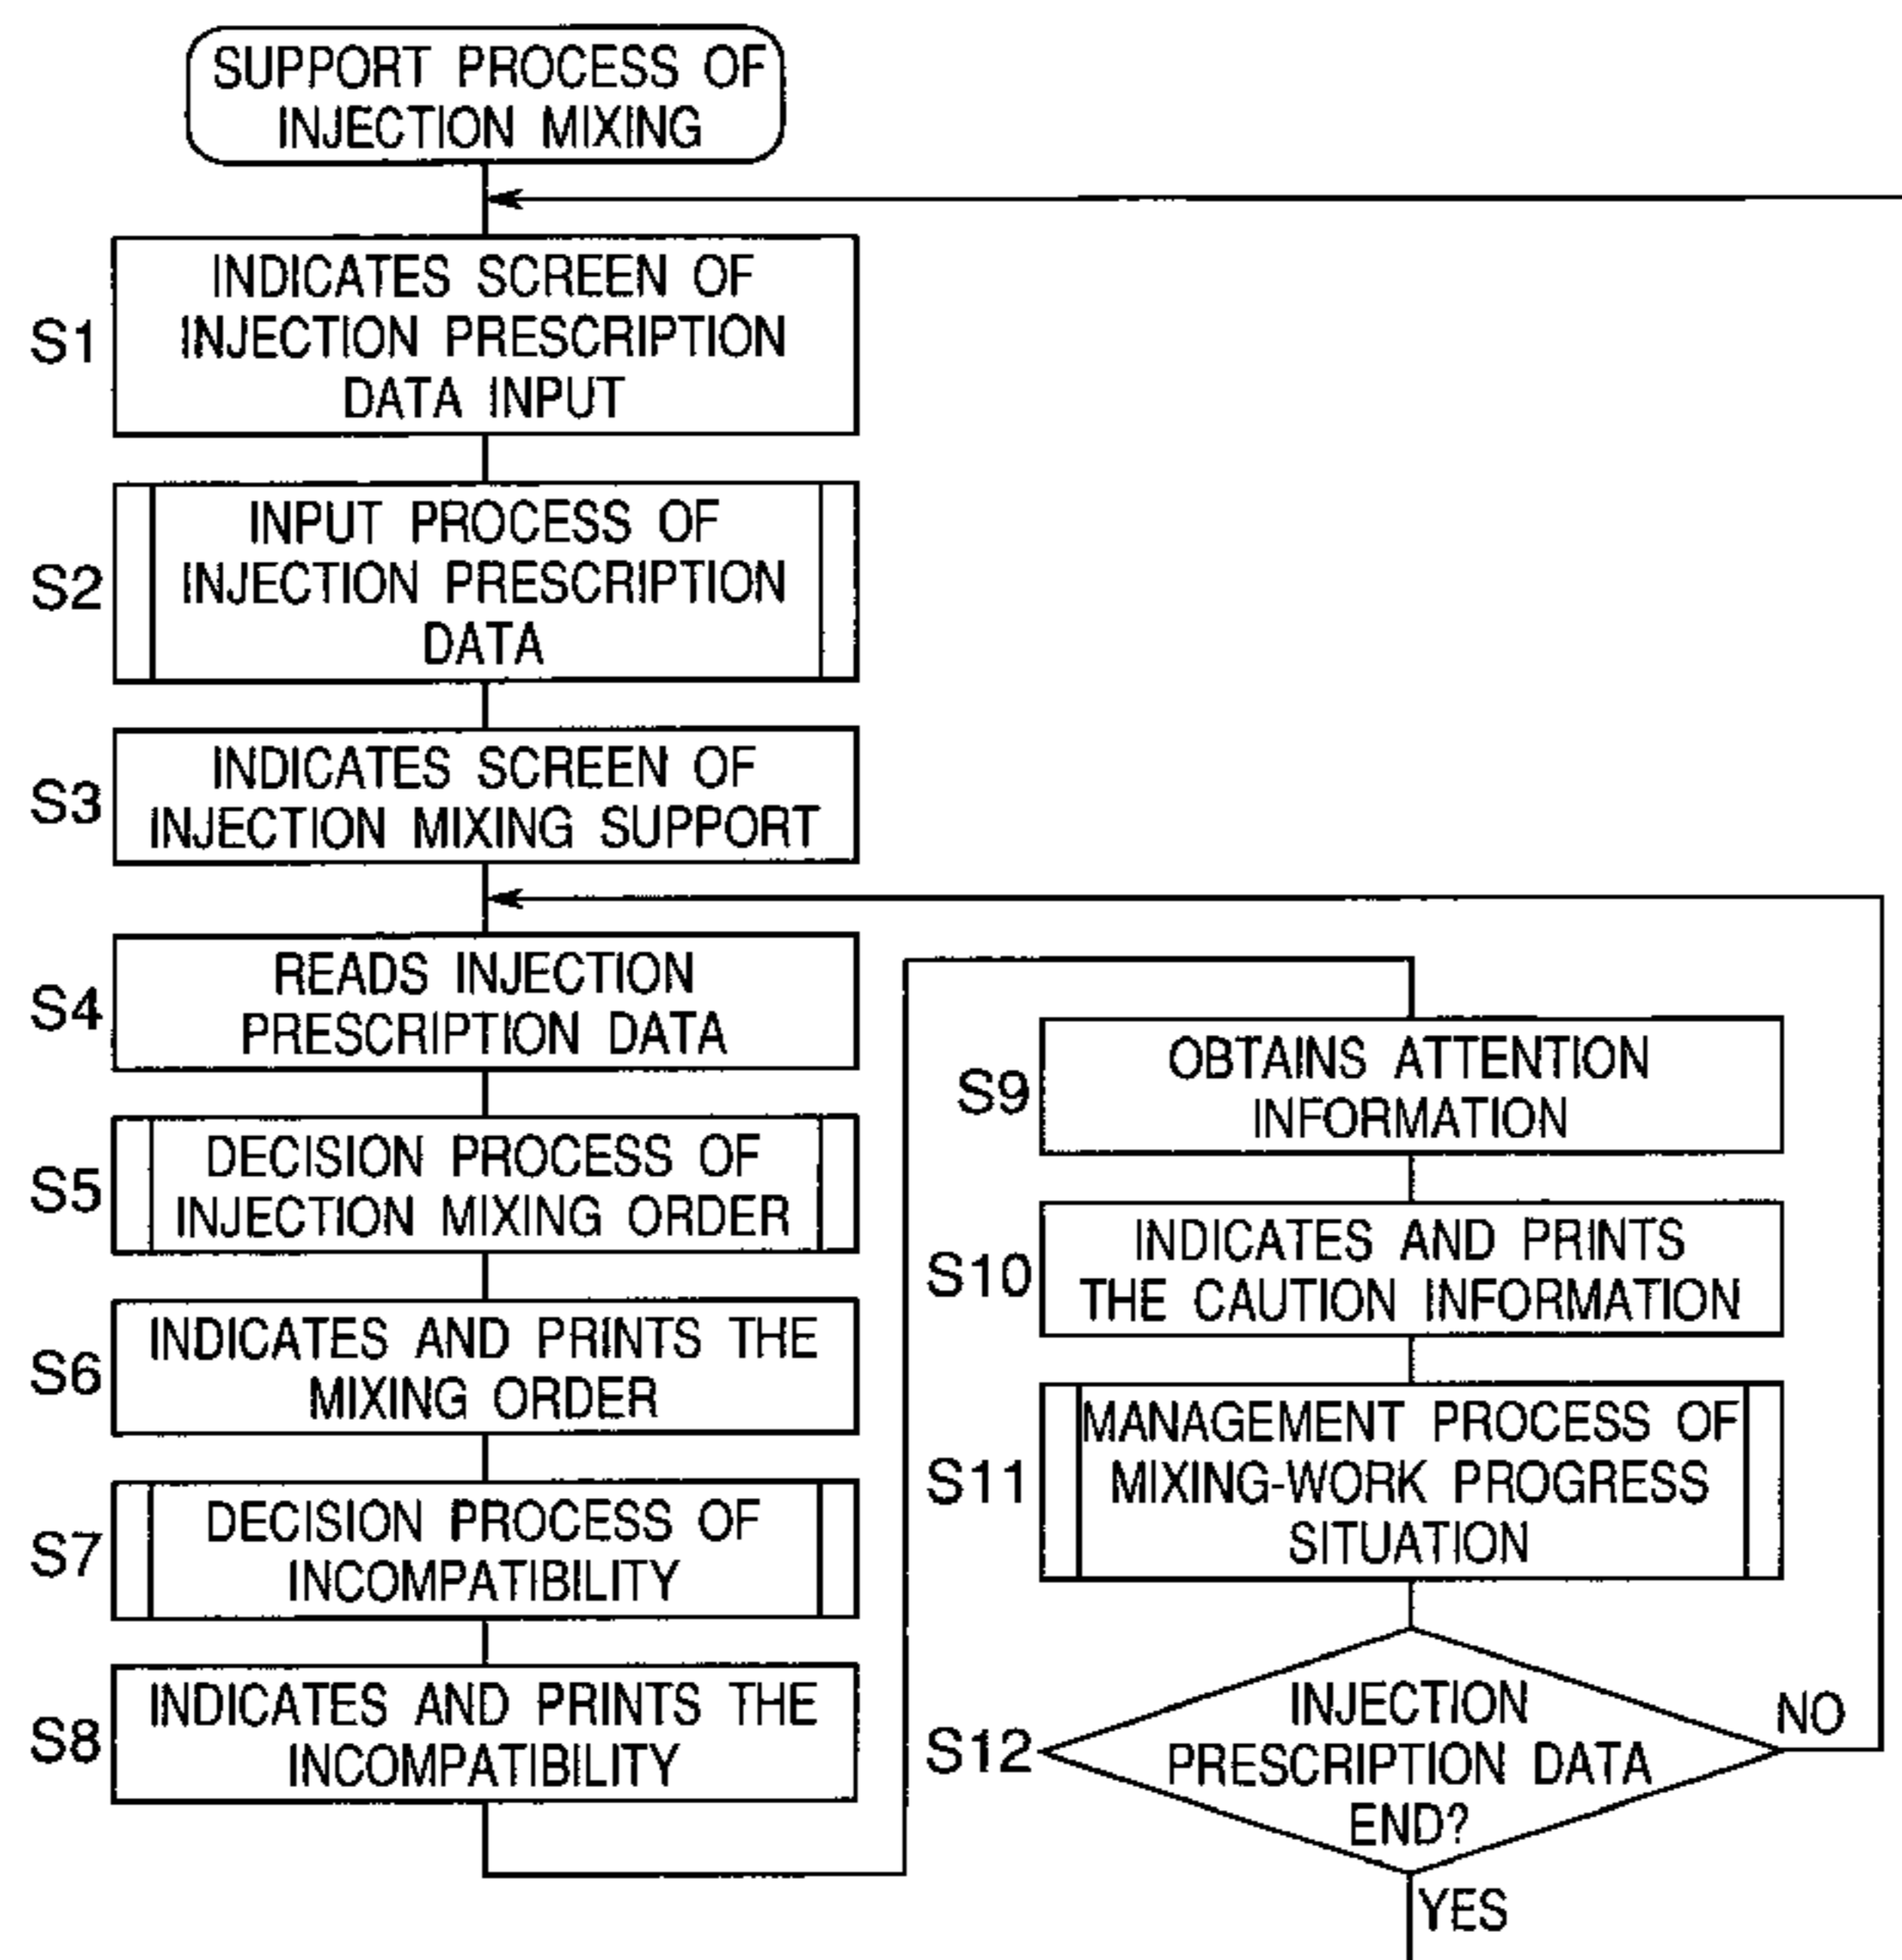 SUPPORT PROCESS OF
INJECTION MIXING
S1
INDICATES SCREEN OF
INJECTION PRESCRIPTION
DATA INPUT
S2
INPUT PROCESS OF
INJECTION PRESCRIPTION
DATA
S3
INDICATES SCREEN OF
INJECTION MIXING SUPPORT
S4
READS INJECTION
PRESCRIPTION DATA
S5
DECISION PROCESS OF
INJECTION MIXING ORDER
S6
INDICATES AND PRINTS THE
MIXING ORDER
S7
DECISION PROCESS OF
INCOMPATIBILITY
S8
INDICATES AND PRINTS THE
INCOMPATIBILITY
S9
OBTAINS ATTENTION
INFORMATION
S10
INDICATES AND PRINTS
THE CAUTION INFORMATION
S11
MANAGEMENT PROCESS OF
MIXING-WORK PROGRESS
SITUATION
S12
INJECTION
PRESCRIPTION DATA
END?
NO
YES